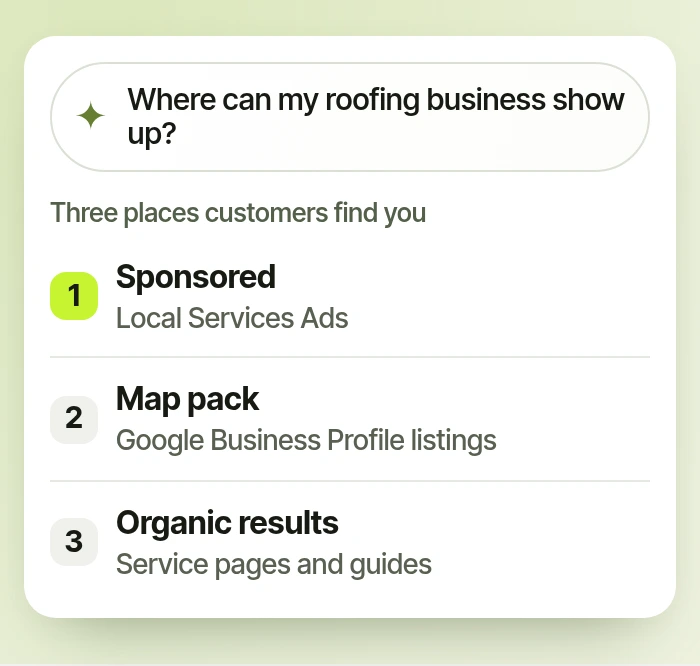 Where can my roofing business show
up?
Three places customers find you
1
Sponsored
Local Services Ads
2
Map pack
Google Business Profile listings
3
Organic results
Service pages and guides